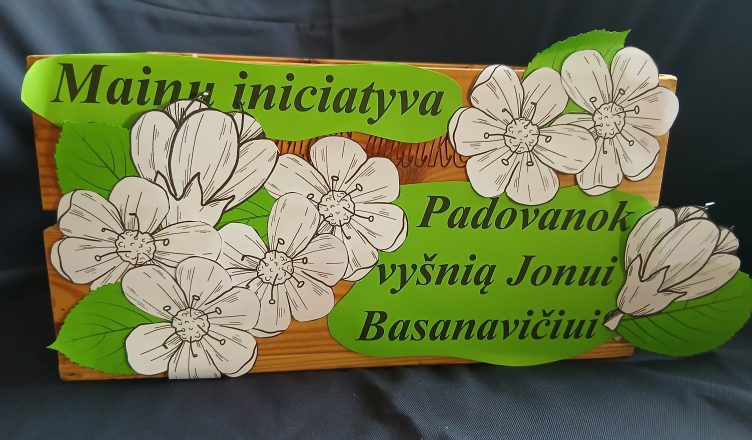 Mainų iniciatyva
Padovanok
vyšnią Jonui
Basanavičiui